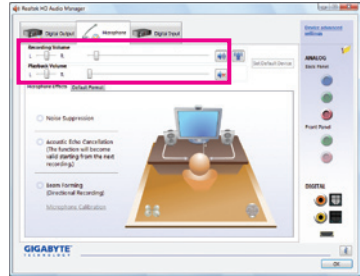 Realtek HD Audio Manager
Digital Output
Microphone
Digital Input
Device advanced
settings
Recording Volume
L R
Set Default Device
Playback Volume
L R
ANALOG
Back Panel
Microphone Effects Default Format
Noise Suppression
Acoustic Echo Cancellation
(The function will become
valid starting from the next
recording.)
Front Panel
Beam Forming
(Directional Recording)
Microphone Calibration
DIGITAL
GIGABYTE
TECHNOLOGY
OK